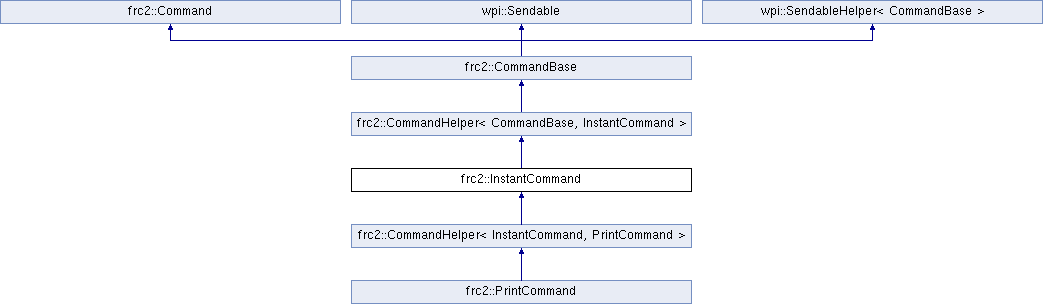 frc2::Command
wpi::Sendable
wpi::SendableHelper< CommandBase >
frc2::CommandBase
frc2::CommandHelper< CommandBase, InstantCommand >
frc2::InstantCommand
frc2::CommandHelper< InstantCommand, PrintCommand >
frc2::PrintCommand